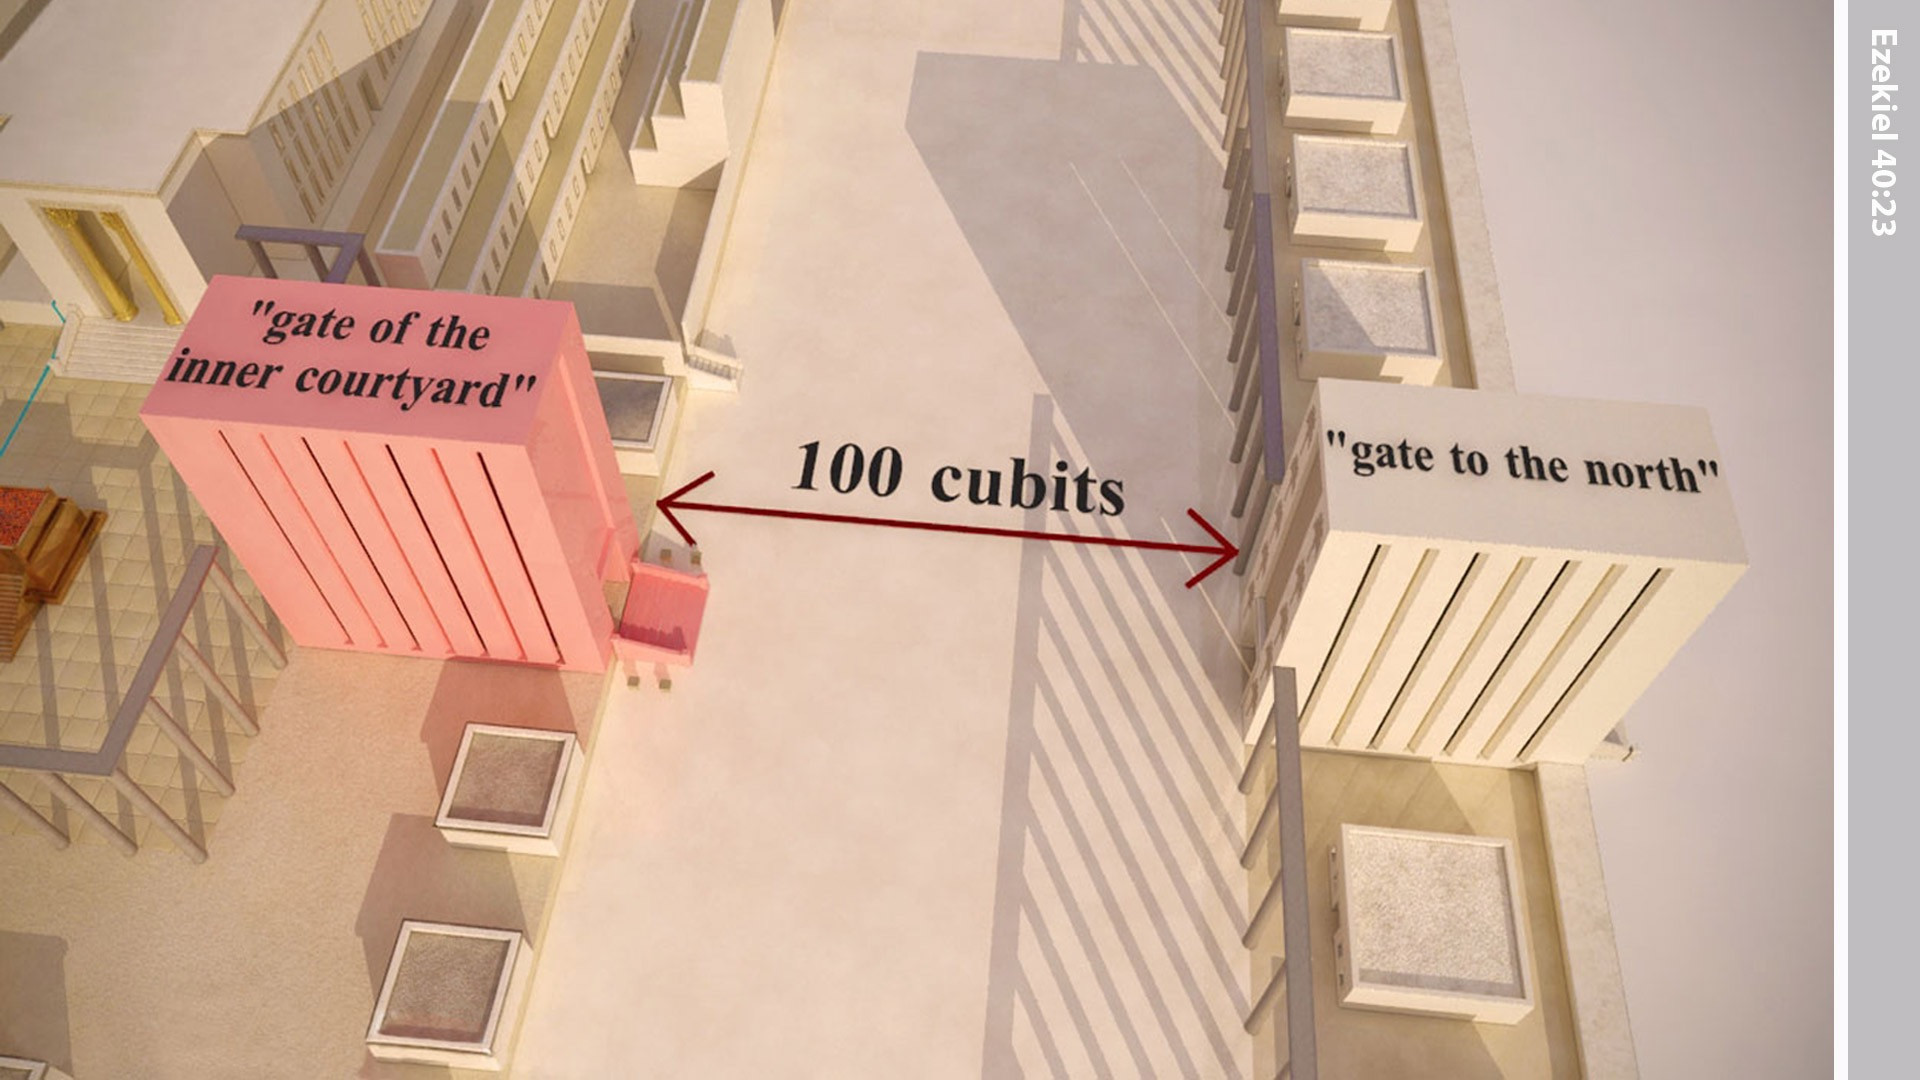 "gate of the
inner courtyard"
100 cubits
"gate to the north"
Ezekiel 40:23